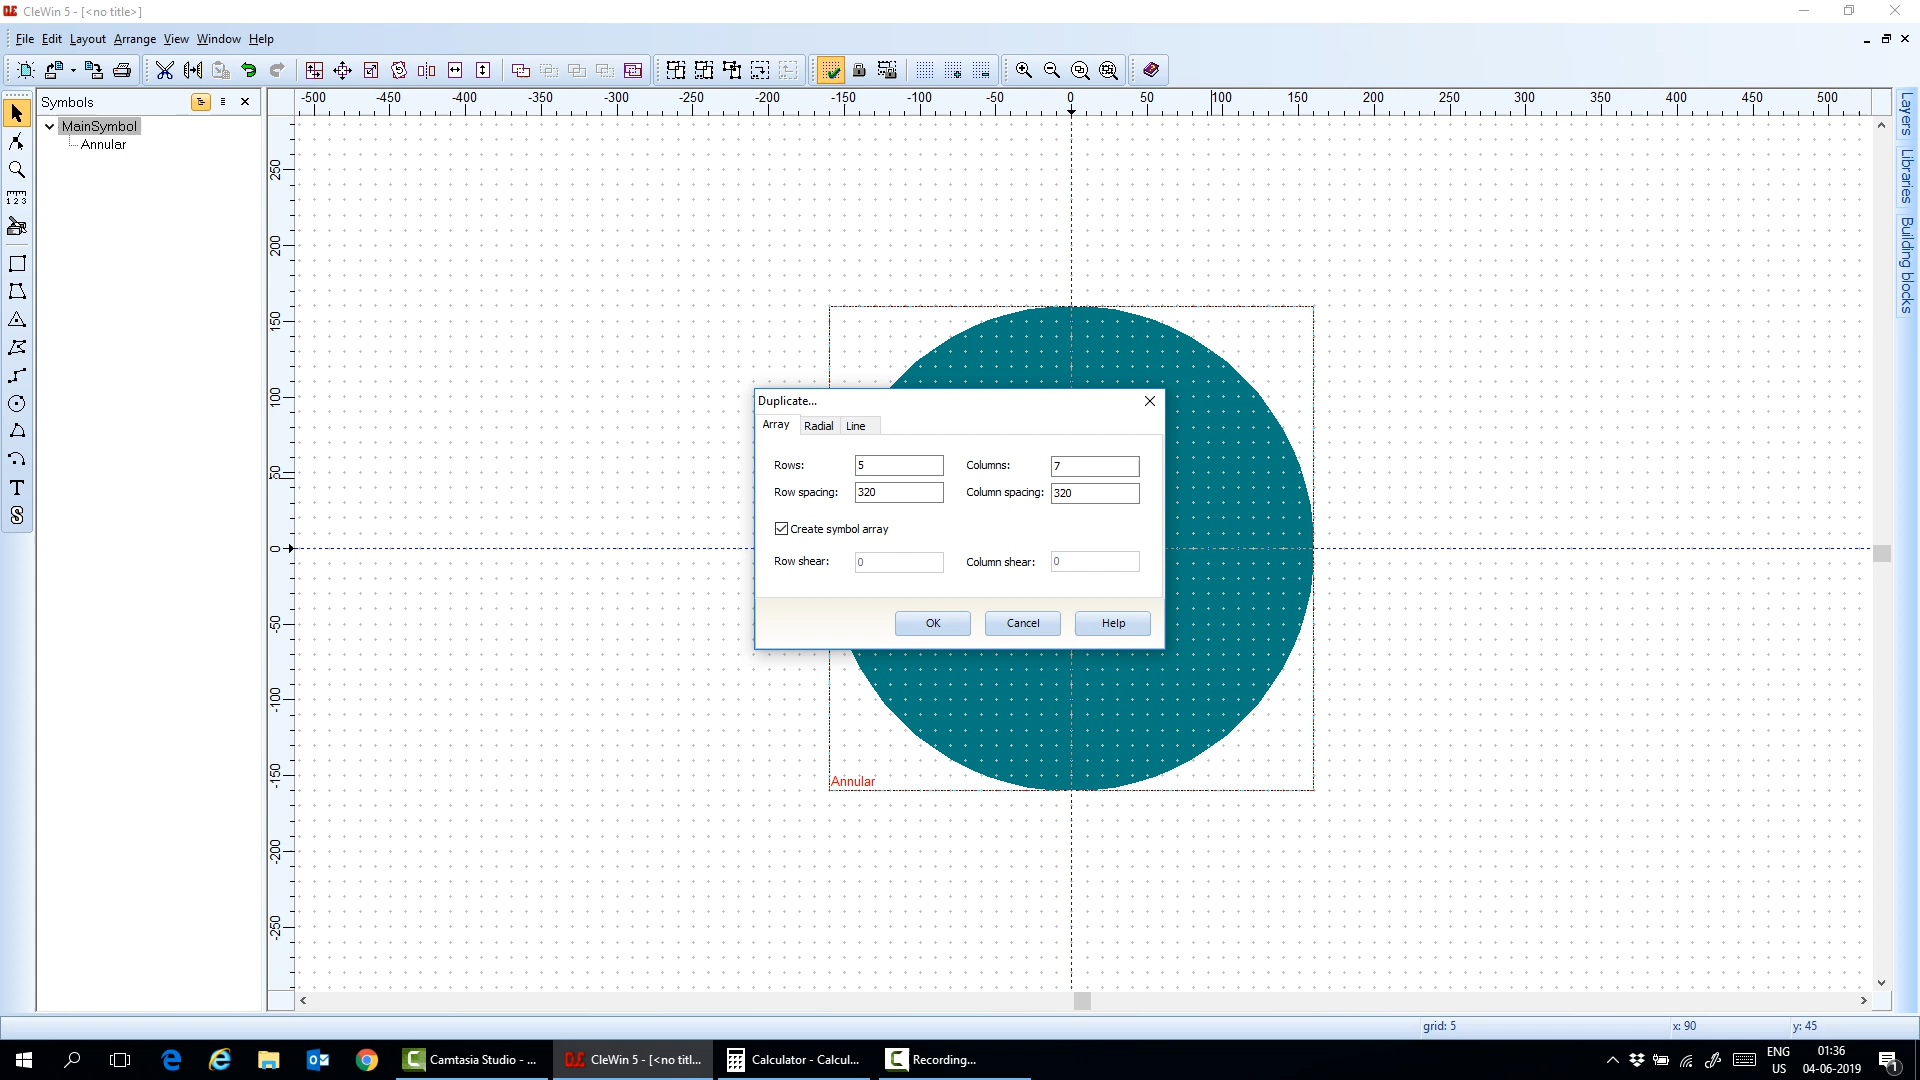 CleWin 5 - [<no title>]
File Edit Layout Arrange View Window Help
Symbols
MainSymbol
Annular
-500 -450 -400 -350 -300 -250 -200 -150 -100 -50 0 50 100 150 200 250 300 350 400 450 500
250
200
150
100
50
0
-50
-100
-150
-200
-250
1 2 3
T
Layers
Libraries
Building blocks
Duplicate...
Array Radial Line
Rows: 5 Columns: 7
Row spacing: 320 Column spacing: 320
Create symbol array
Row shear: 0 Column shear: 0
OK Cancel Help
Annular
grid: 5 x: 90 y: 45
Camtasia Studio - ...
CleWin 5 - [<no titl...
Calculator - Calcul...
Recording...
ENG
US
01:36
04-06-2019
1